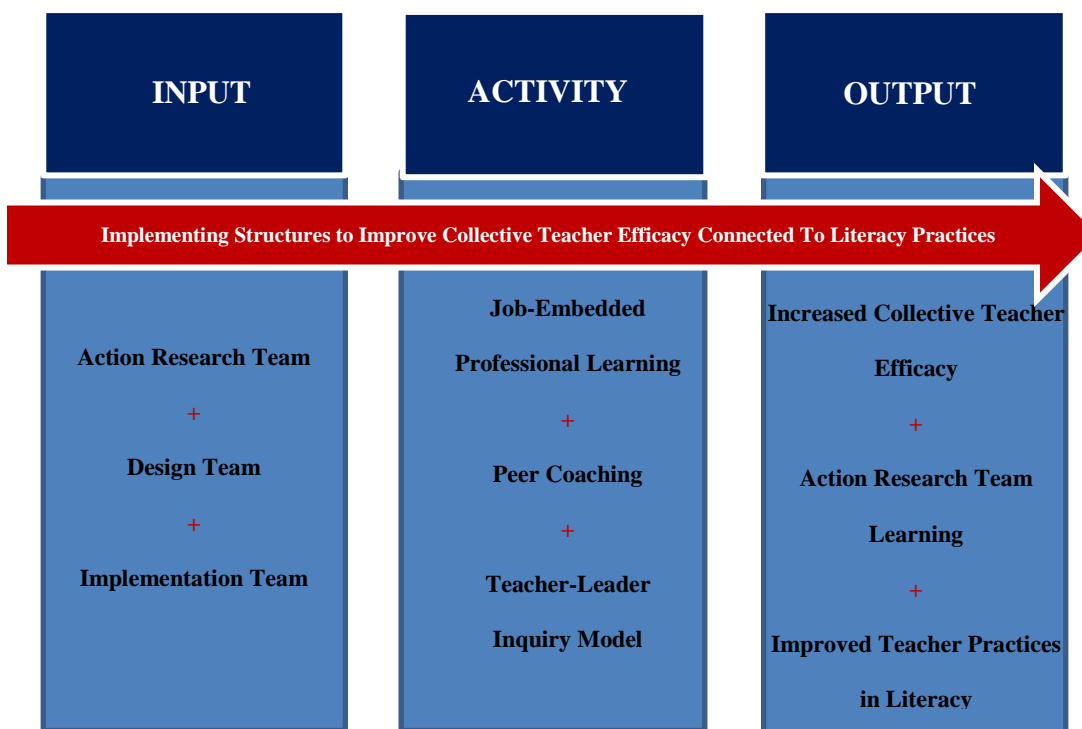 INPUT
ACTIVITY
OUTPUT
Implementing Structures to Improve Collective Teacher Efficacy Connected To Literacy Practices
Action Research Team
+
Design Team
+
Implementation Team
Job-Embedded
Professional Learning
+
Peer Coaching
+
Teacher-Leader
Inquiry Model
Increased Collective Teacher
Efficacy
+
Action Research Team
Learning
+
Improved Teacher Practices
in Literacy